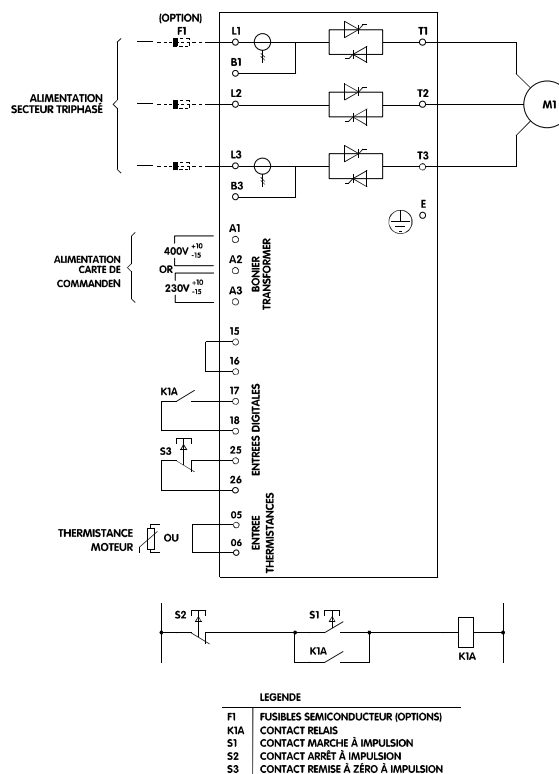 (OPTION)
F1
L1
T1
B1
ALIMENTATION
SECTEUR TRIPHASÉ
L2
T2
M1
L3
T3
B3
E
A1
400V +10 -15
ALIMENTATION
CARTE DE
COMMANDEN
A2
OR
230V +10 -15
A3
BONIER
TRANSFORMER
15
16
K1A
17
18
S3
25
26
ENTREES DIGITALES
05
THERMISTANCE
MOTEUR
OU
06
ENTREE
THERMISTANCES
S2
S1
K1A
K1A
LEGENDE
F1 FUSIBLES SEMICONDUCTEUR (OPTIONS)
K1A CONTACT RELAIS
S1 CONTACT MARCHE À IMPULSION
S2 CONTACT ARRÊT À IMPULSION
S3 CONTACT REMISE À ZÉRO À IMPULSION